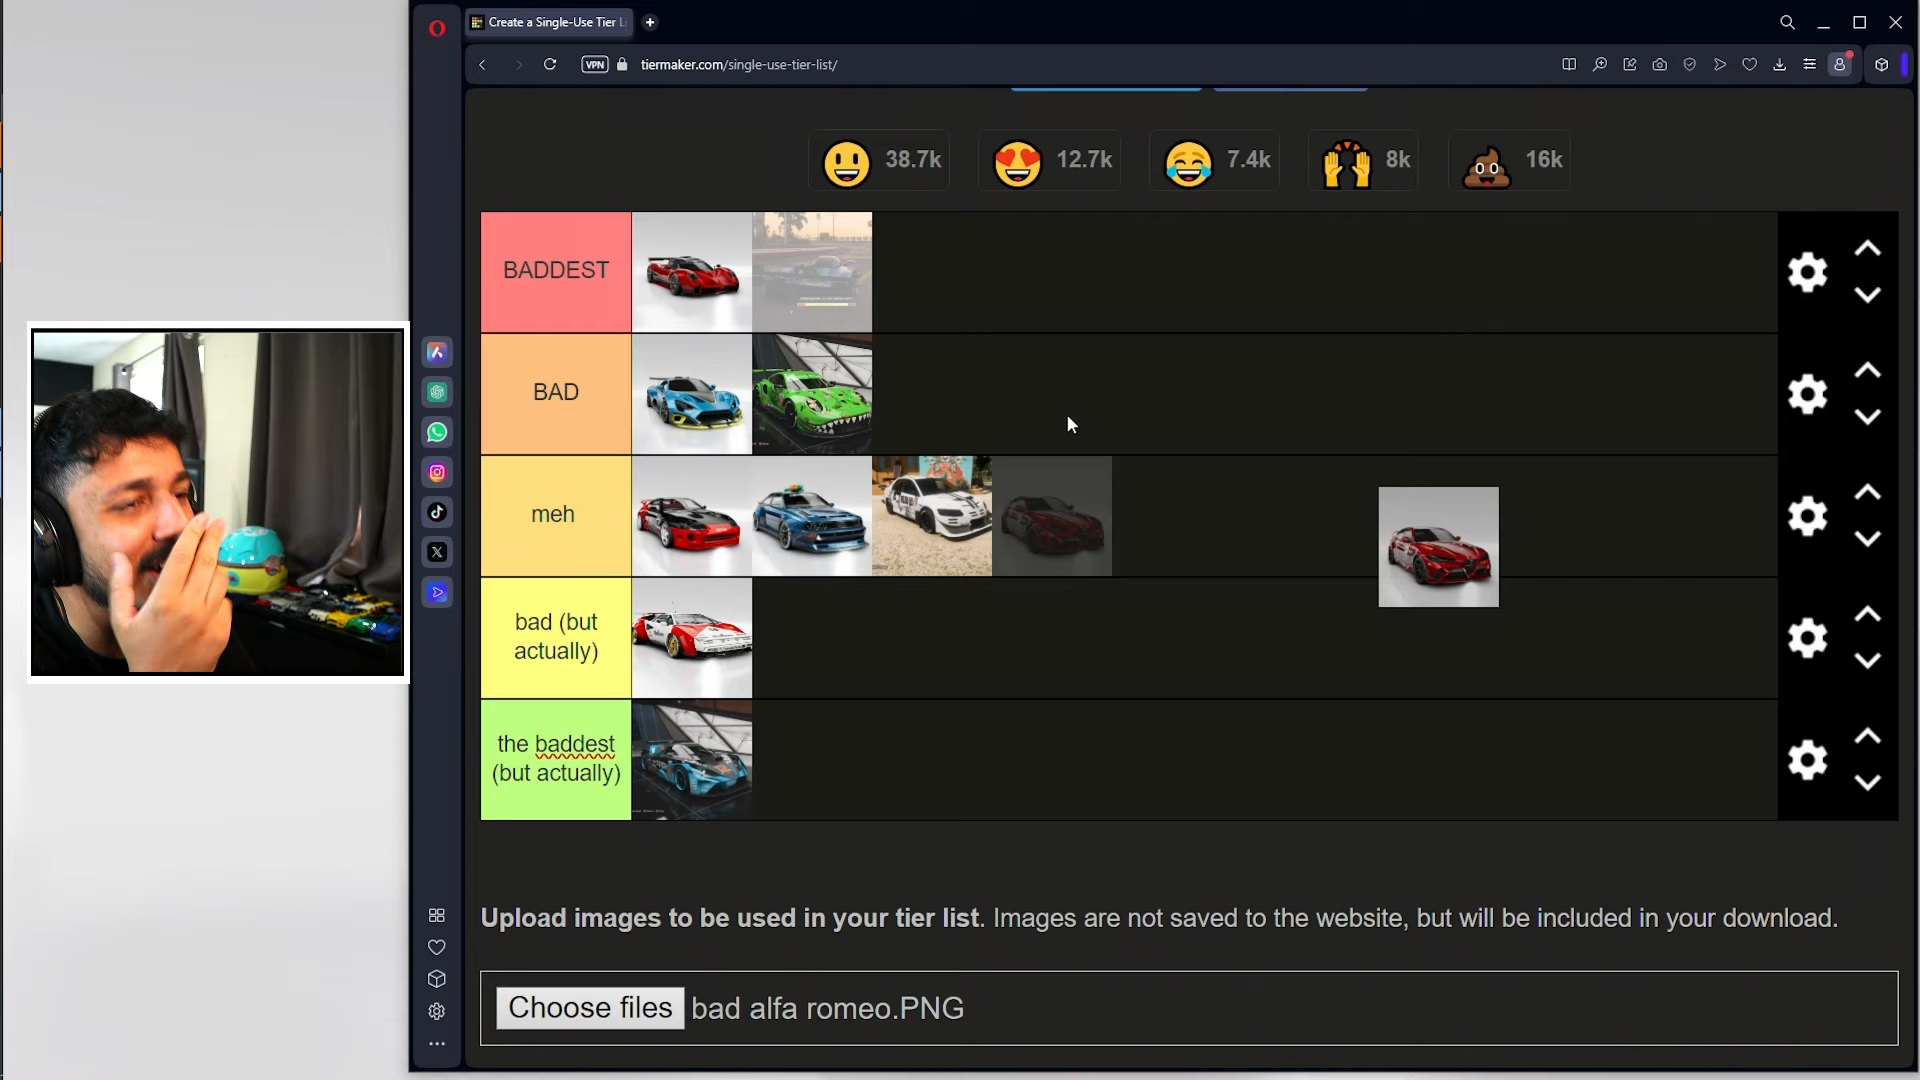 Create a Single-Use Tier Li
VPN
tiermaker.com/single-use-tier-list/
38.7k
12.7k
7.4k
8k
16k
BADDEST
BAD
meh
bad (but
actually)
the baddest
(but actually)
Upload images to be used in your tier list. Images are not saved to the website, but will be included in your download.
Choose files bad alfa romeo.PNG